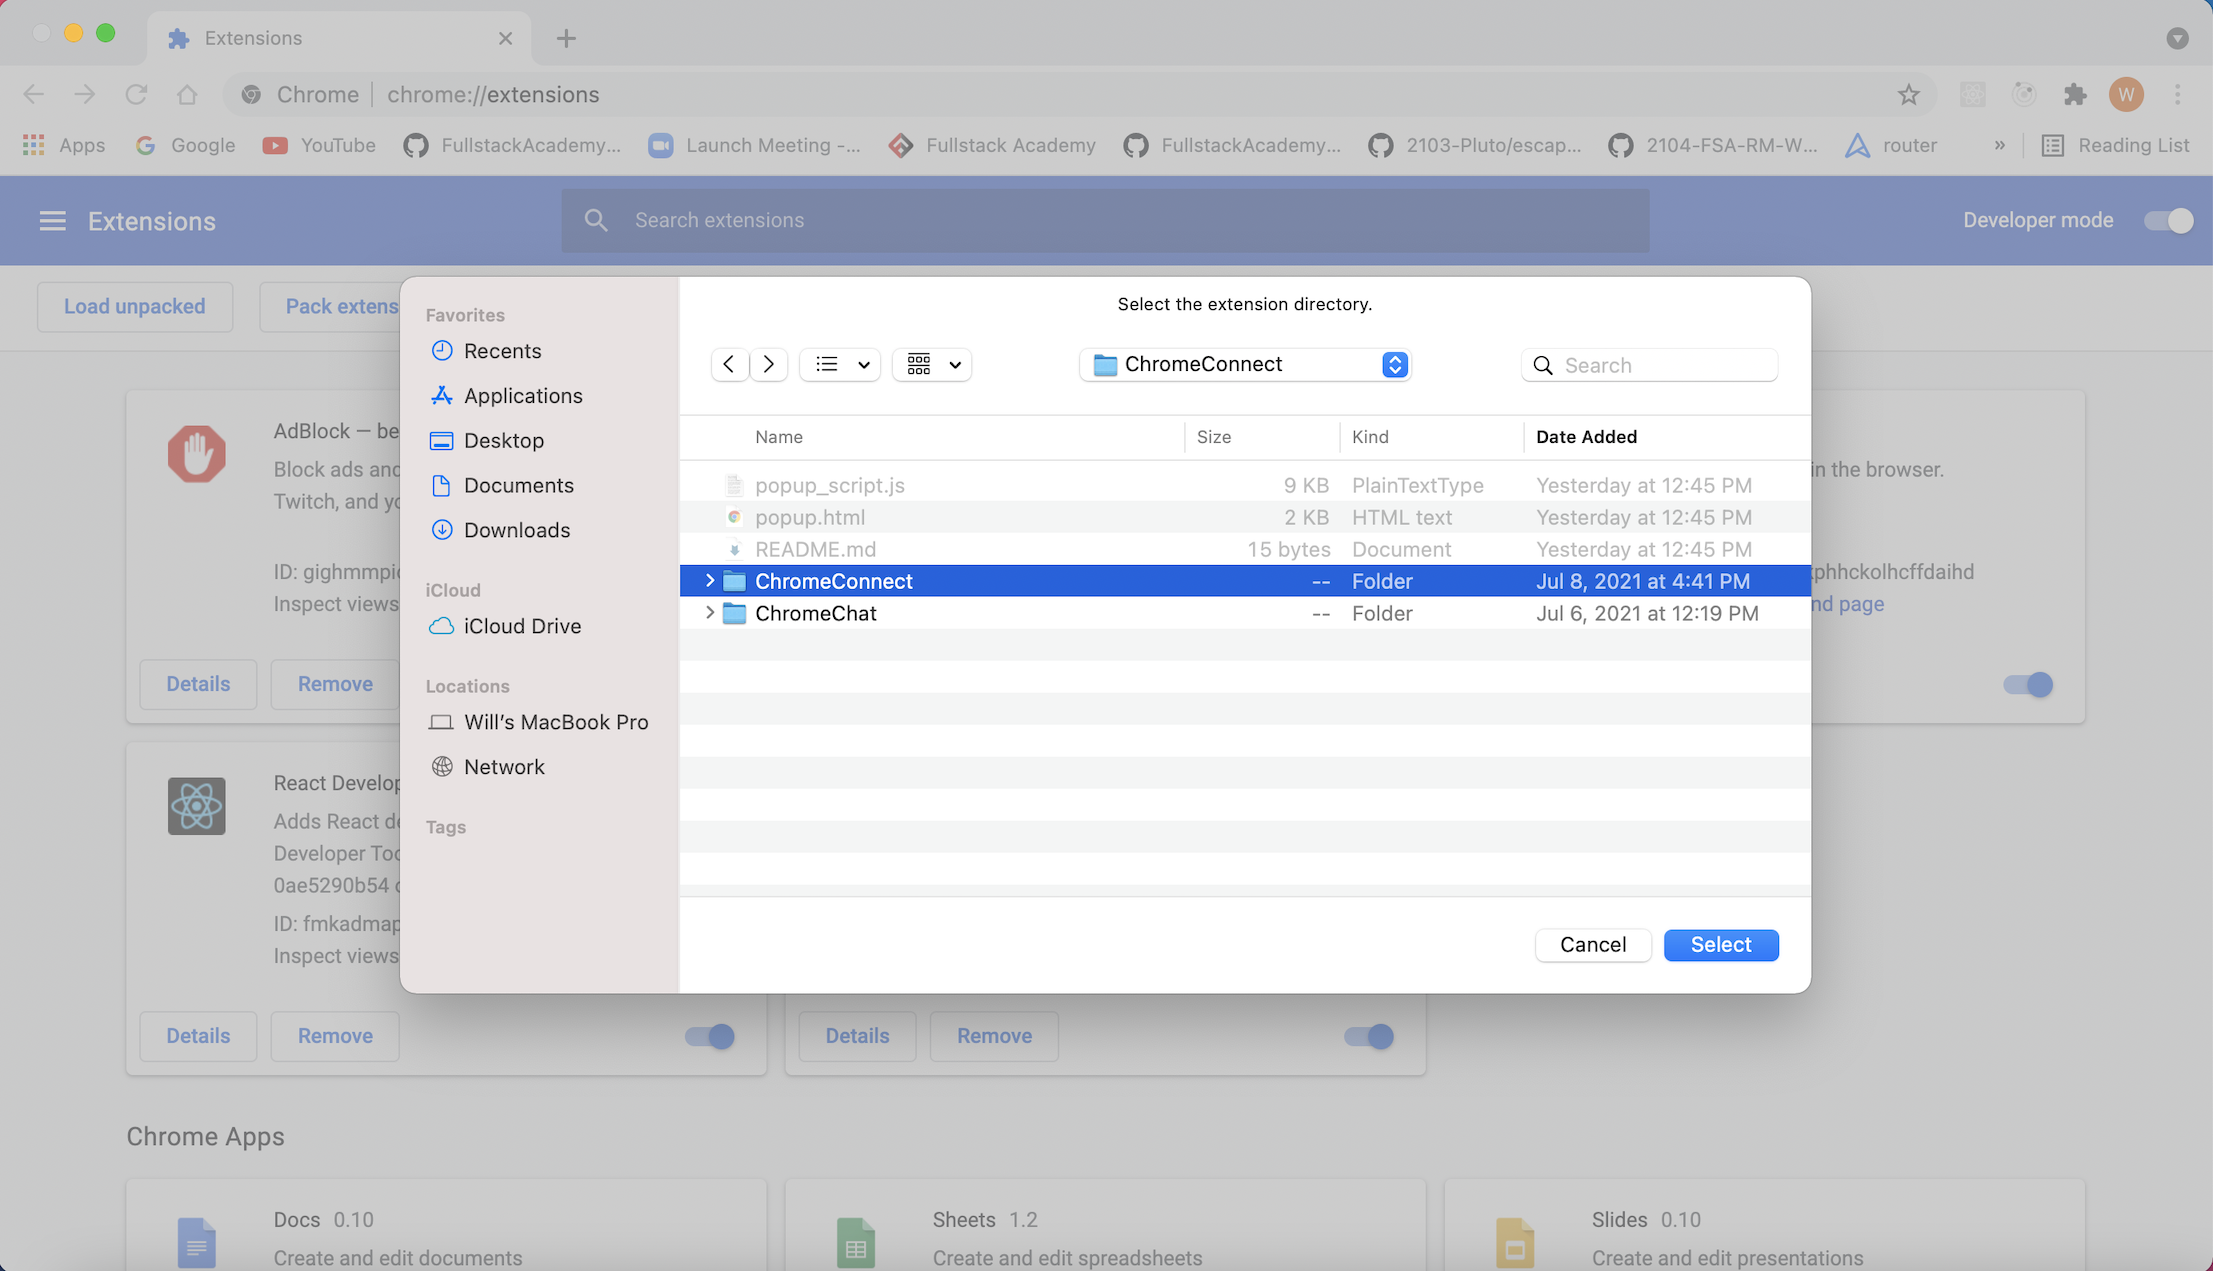 Extensions
Chrome | chrome://extensions
W
Apps Google YouTube FullstackAcademy... Launch Meeting -... Fullstack Academy FullstackAcademy... 2103-Pluto/escap... 2104-FSA-RM-W... router » Reading List
Extensions Search extensions Developer mode
Load unpacked Pack extens
Select the extension directory.
ChromeConnect Search
Favorites
Recents
Applications
Desktop
Documents
Downloads
iCloud
iCloud Drive
Locations
Will's MacBook Pro
Network
Tags
Name Size Kind Date Added
popup_script.js 9 KB PlainTextType Yesterday at 12:45 PM
popup.html 2 KB HTML text Yesterday at 12:45 PM
README.md 15 bytes Document Yesterday at 12:45 PM
ChromeConnect -- Folder Jul 8, 2021 at 4:41 PM
ChromeChat -- Folder Jul 6, 2021 at 12:19 PM
Cancel Select
AdBlock — be
Block ads and
Twitch, and yo
ID: gighmmpio
Inspect views
Details Remove
in the browser.
phhckolhcffdaihd
nd page
React Develop
Adds React de
Developer Too
0ae5290b54
ID: fmkadmap
Inspect views
Details Remove
Details Remove
Chrome Apps
Docs 0.10
Create and edit documents
Sheets 1.2
Create and edit spreadsheets
Slides 0.10
Create and edit presentations